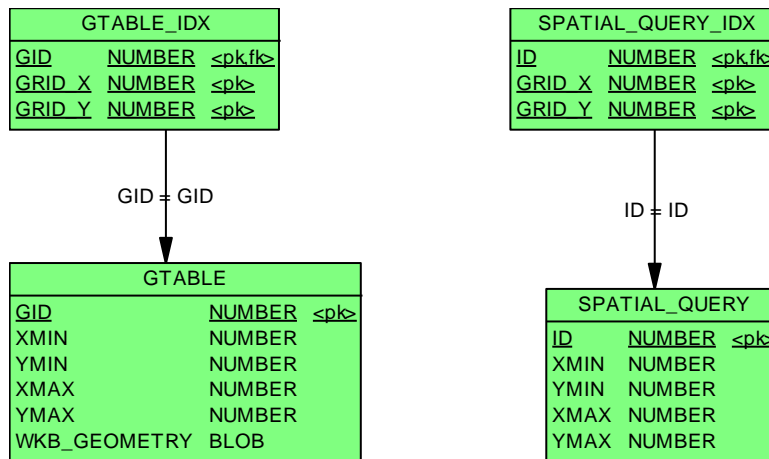 GTABLE_IDX
GID NUMBER <pk,fk>
GRID_X NUMBER <pk>
GRID_Y NUMBER <pk>
GID = GID
GTABLE
GID NUMBER <pk>
XMIN NUMBER
YMIN NUMBER
XMAX NUMBER
YMAX NUMBER
WKB_GEOMETRY BLOB
SPATIAL_QUERY_IDX
ID NUMBER <pk,fk>
GRID_X NUMBER <pk>
GRID_Y NUMBER <pk>
ID = ID
SPATIAL_QUERY
ID NUMBER <pk>
XMIN NUMBER
YMIN NUMBER
XMAX NUMBER
YMAX NUMBER